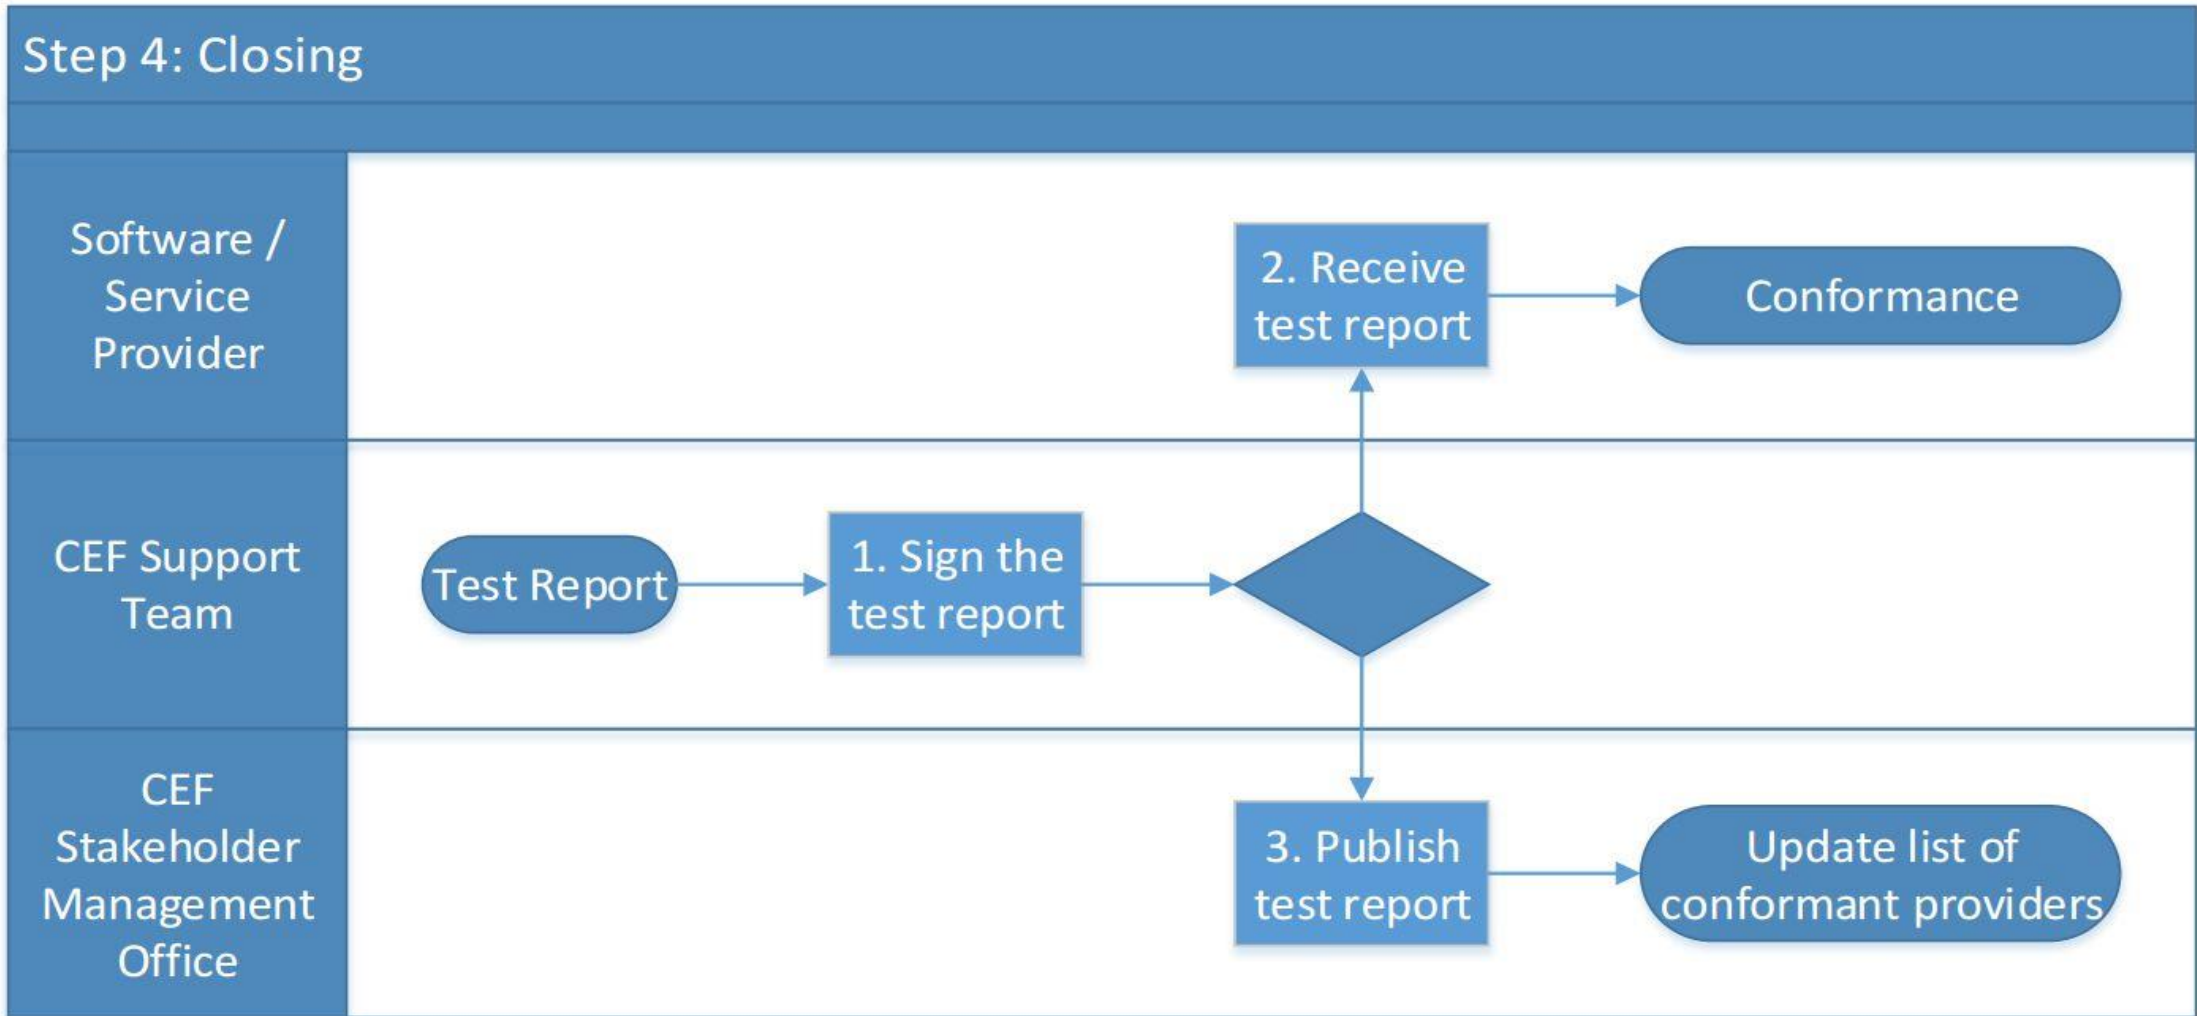 Step 4: Closing
Software /
Service
Provider
2. Receive
test report
Conformance
CEF Support
Team
Test Report
1. Sign the
test report
CEF
Stakeholder
Management
Office
3. Publish
test report
Update list of
conformant providers